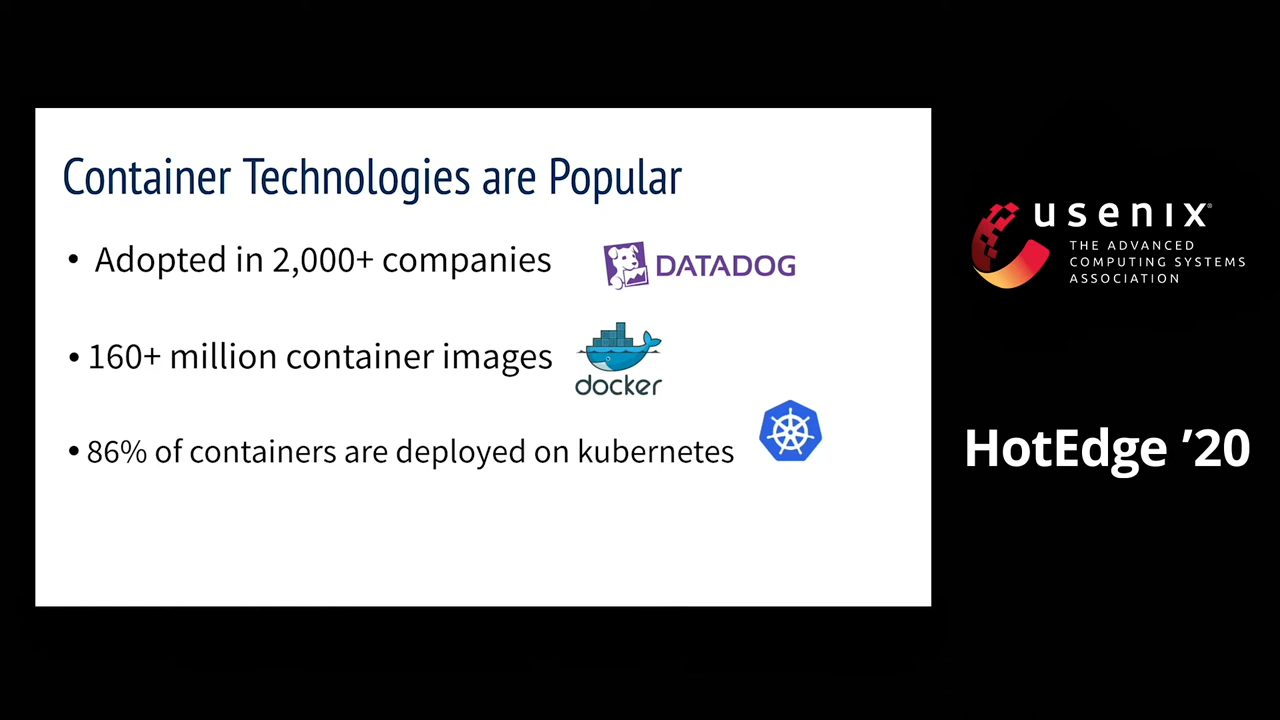 Container Technologies are Popular
• Adopted in 2,000+ companies
DATADOG
• 160+ million container images
docker
• 86% of containers are deployed on kubernetes
usenix®
THE ADVANCED
COMPUTING SYSTEMS
ASSOCIATION
HotEdge ’20